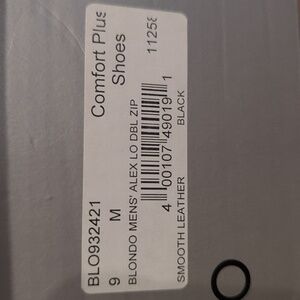 BLO932421 Comfort Plus
9 M Shoes
BLONDO MENS' ALEX LO DBL ZIP 11258
4 00107 49019 1
SMOOTH LEATHER BLACK